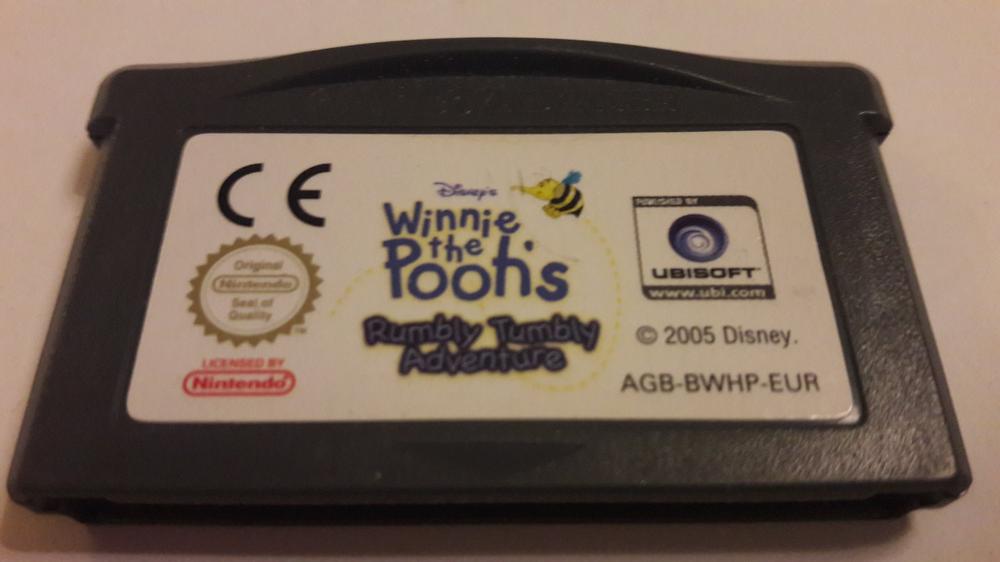 CE
Original
Nintendo
Seal of
Quality
TM
LICENSED BY
Nintendo
Disney's
Winnie
the
Pooh's
Rumbly Tumbly
Adventure
PUBLISHED BY
UBISOFT
www.ubi.com
© 2005 Disney.
AGB-BWHP-EUR